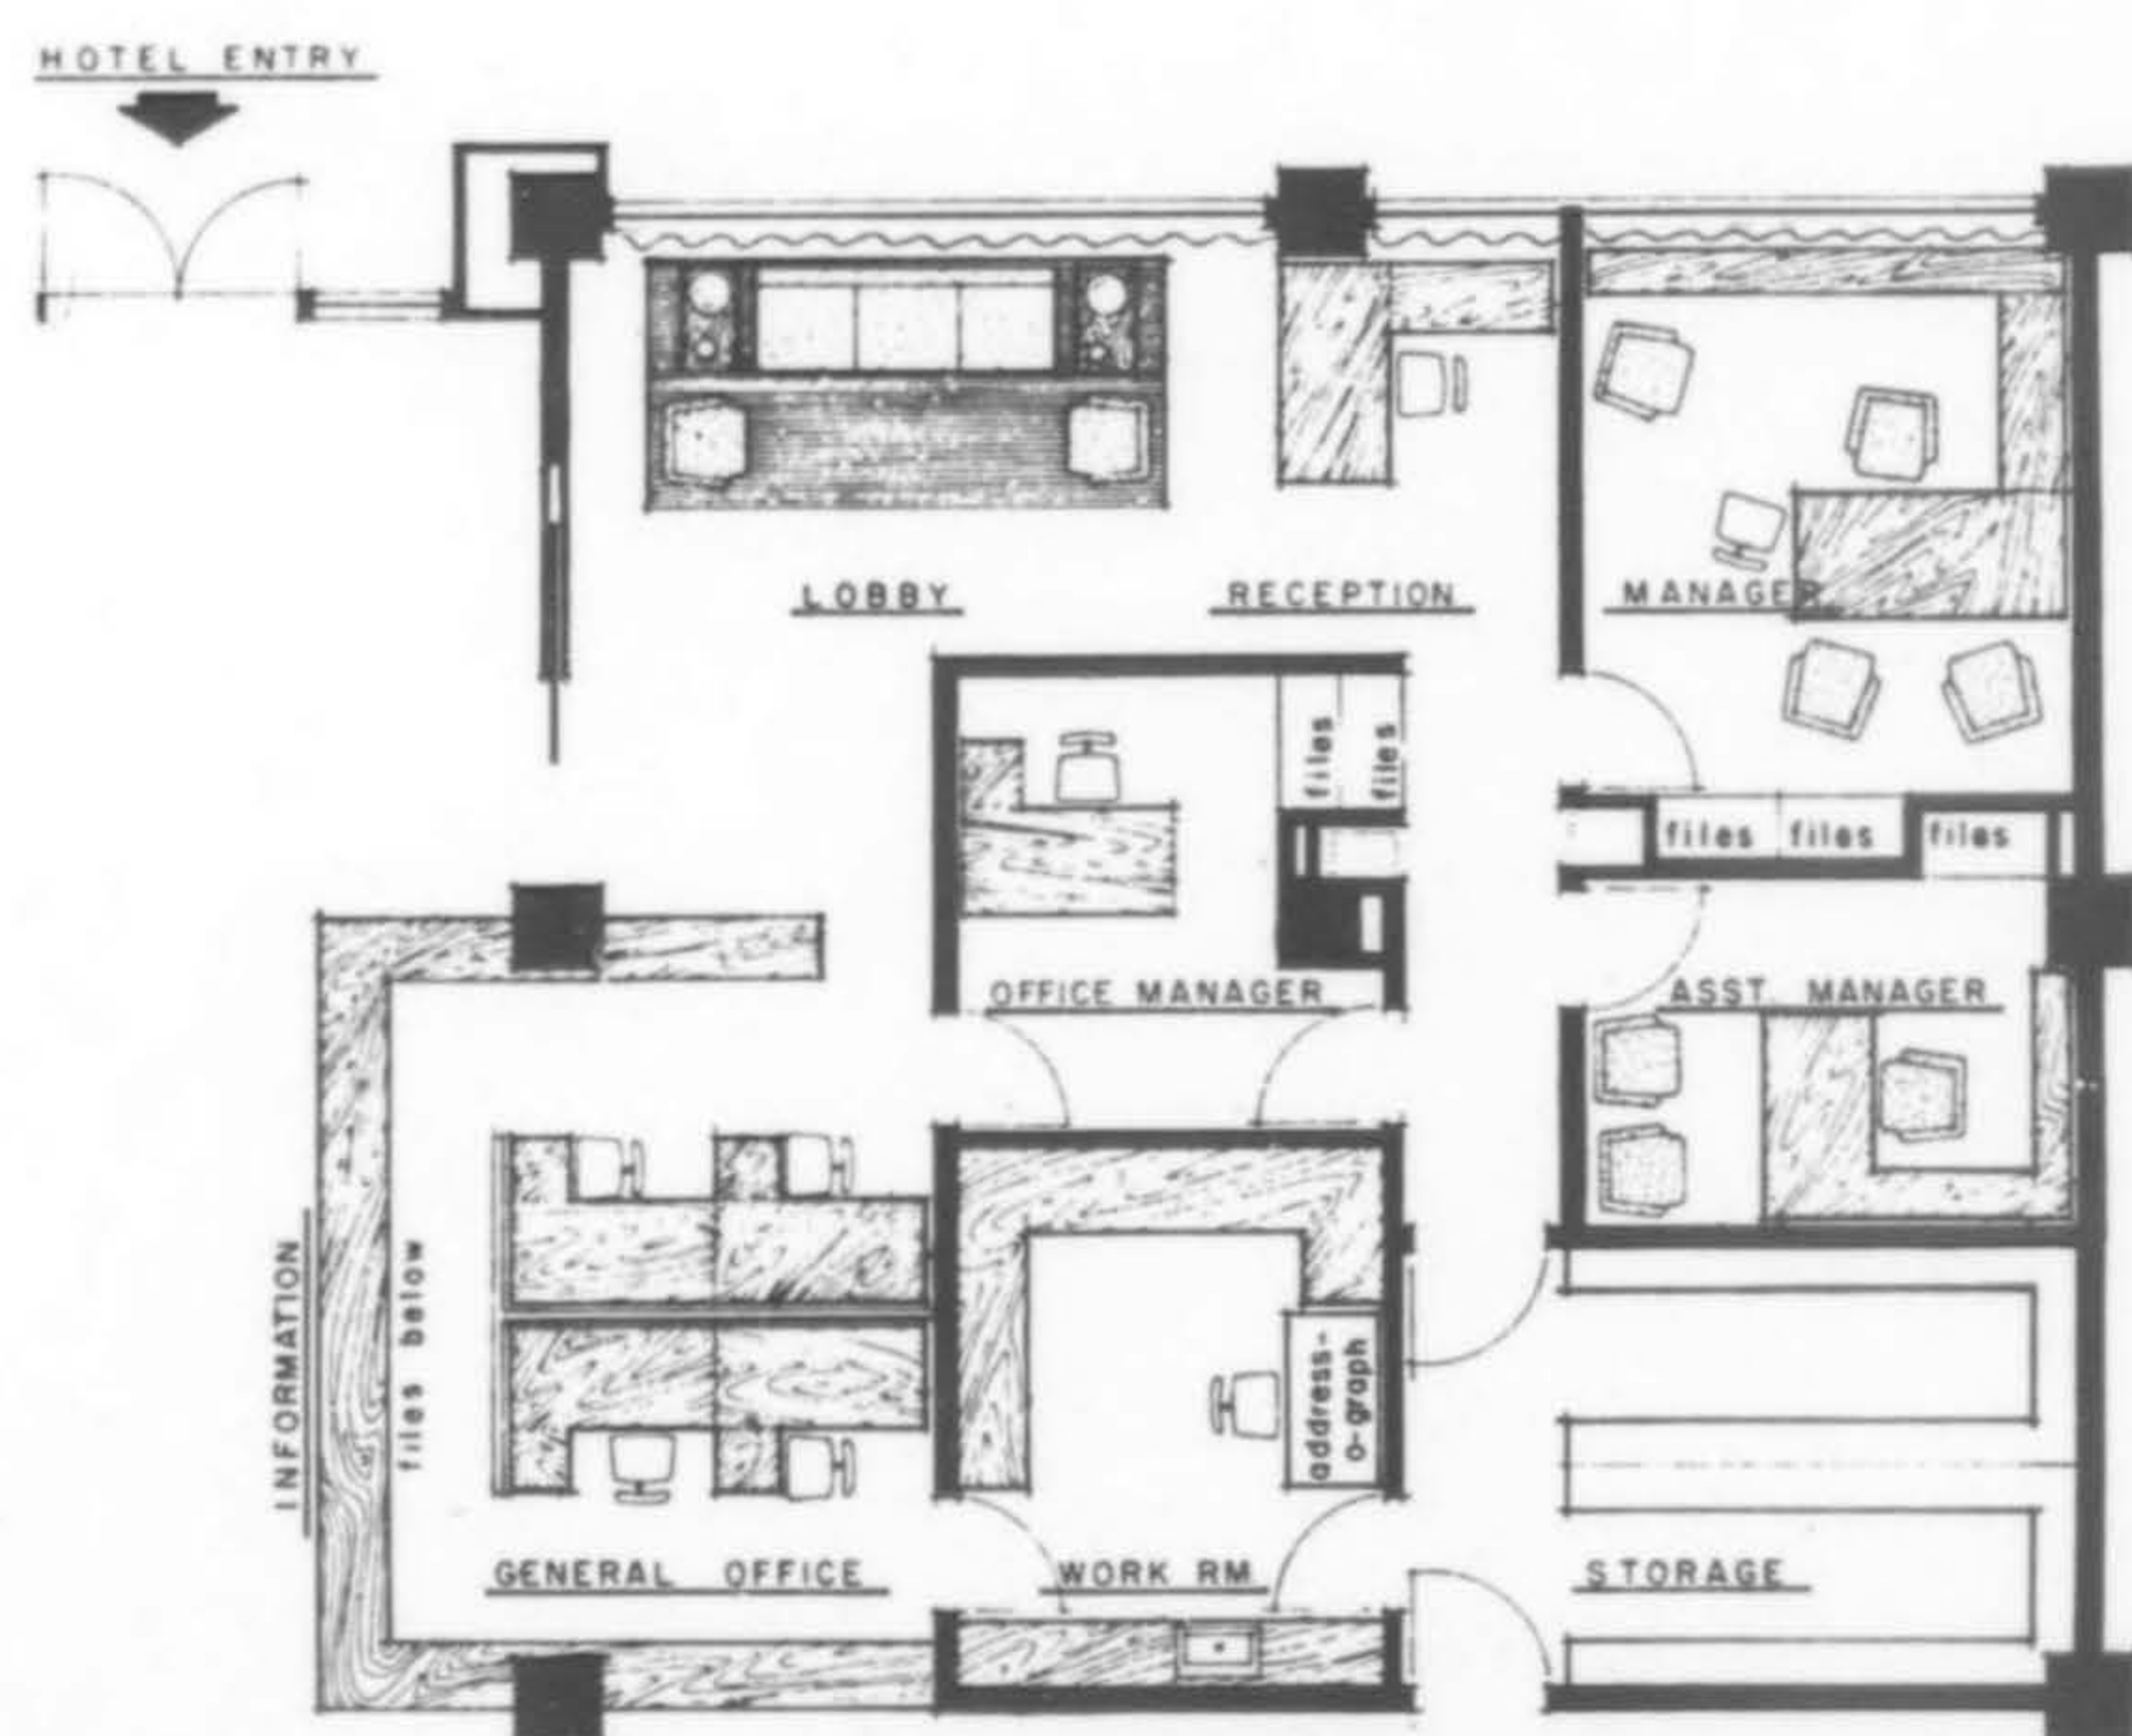 HOTEL ENTRY
LOBBY
RECEPTION
MANAGER
files
files
files
files
files
OFFICE MANAGER
ASST. MANAGER
INFORMATION
files below
address-
o-graph
GENERAL OFFICE
WORK RM
STORAGE